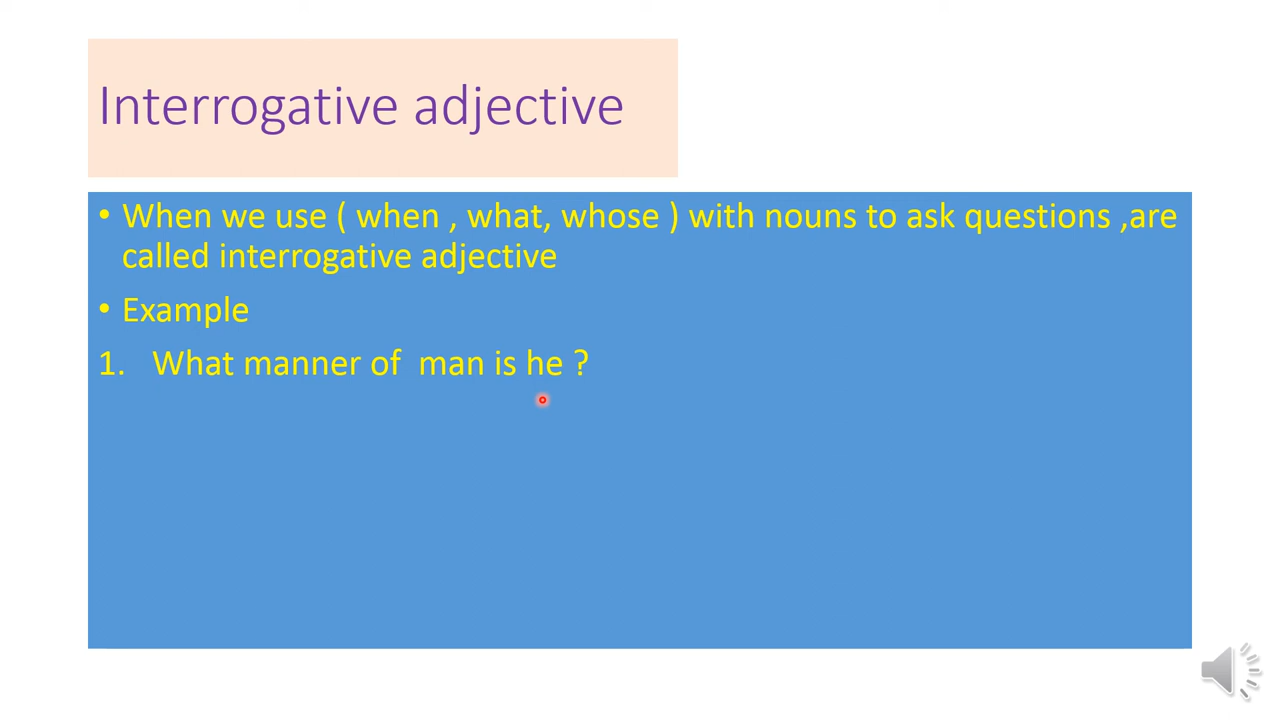 Interrogative adjective
• When we use ( when , what, whose ) with nouns to ask questions ,are
called interrogative adjective
• Example
1. What manner of  man is he ?